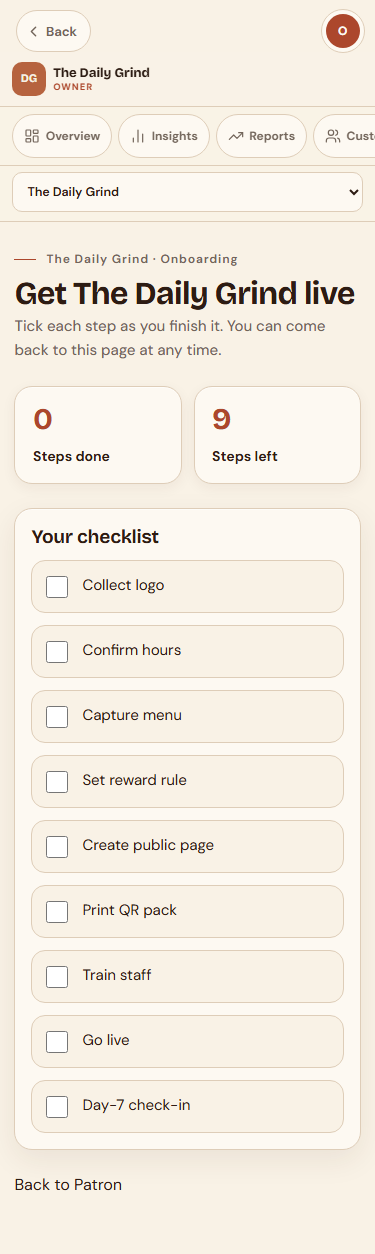 Back
O
DG
The Daily Grind
OWNER
Overview
Insights
Reports
Cust
The Daily Grind
The Daily Grind · Onboarding
Get The Daily Grind live
Tick each step as you finish it. You can come
back to this page at any time.
0
Steps done
9
Steps left
Your checklist
Collect logo
Confirm hours
Capture menu
Set reward rule
Create public page
Print QR pack
Train staff
Go live
Day-7 check-in
Back to Patron